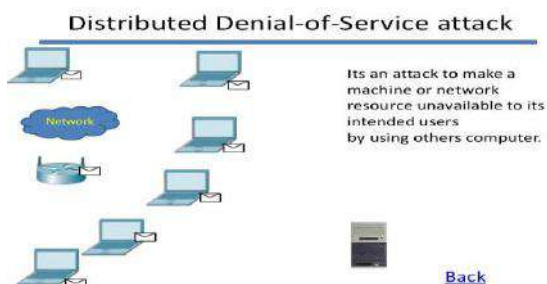 Distributed Denial-of-Service attack
Network
Its an attack to make a
machine or network
resource unavailable to its
intended users
by using others computer.
Back